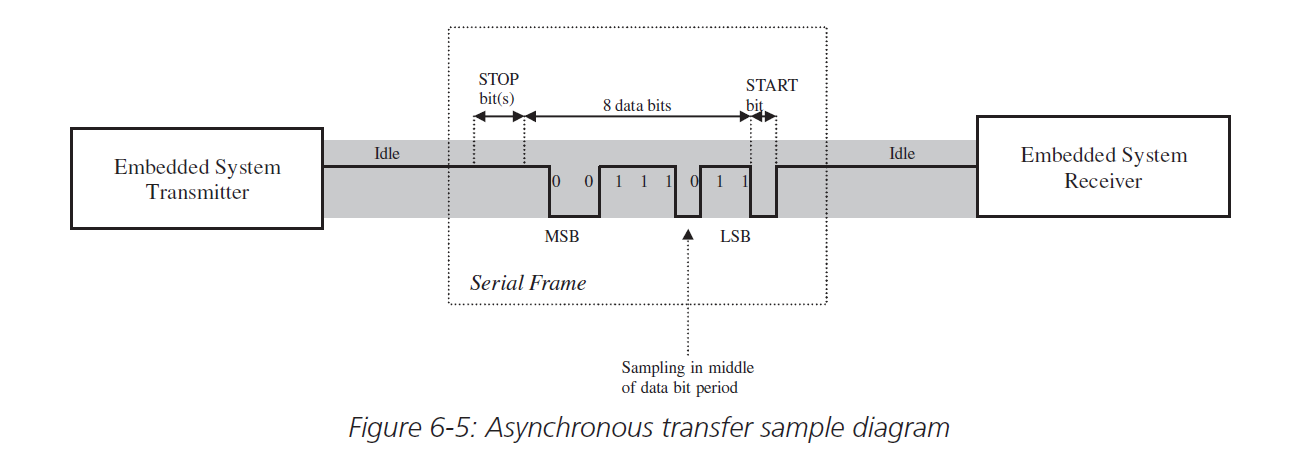 STOP
bit(s)
8 data bits
START
bit
Idle
Idle
Embedded System
Transmitter
Embedded System
Receiver
0 0 1 1 1 0 1 1
MSB
LSB
Serial Frame
Sampling in middle
of data bit period
Figure 6-5: Asynchronous transfer sample diagram